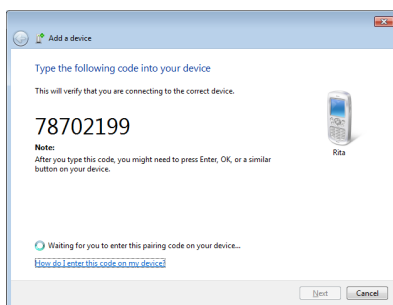 Add a device
Type the following code into your device
This will verify that you are connecting to the correct device.
78702199
Note:
After you type this code, you might need to press Enter, OK, or a similar
button on your device.
Rita
Waiting for you to enter this pairing code on your device...
How do I enter this code on my device?
Next Cancel